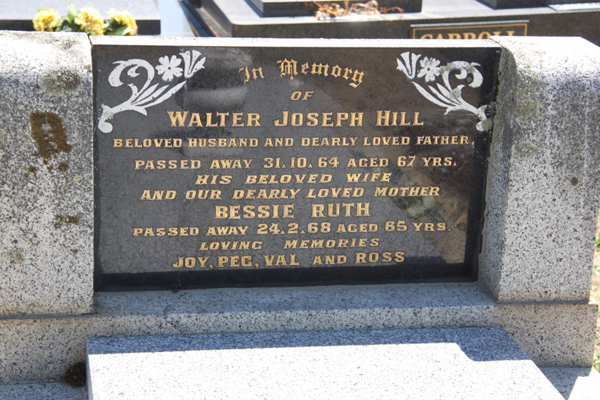 CARROLL
In Memory
OF
WALTER JOSEPH HILL
BELOVED HUSBAND AND DEARLY LOVED FATHER,
PASSED AWAY 31.10.64 AGED 67 YRS.
HIS BELOVED WIFE
AND OUR DEARLY LOVED MOTHER
BESSIE RUTH
PASSED AWAY 24.2.68 AGED 65 YRS.
LOVING MEMORIES
JOY, PEG, VAL AND ROSS